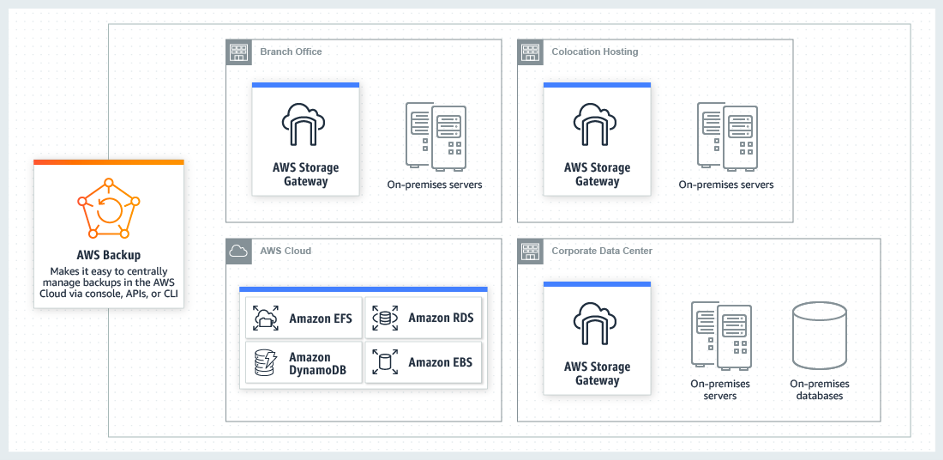 Branch Office
AWS Storage
Gateway
On-premises servers
Colocation Hosting
AWS Storage
Gateway
On-premises servers
AWS Backup
Makes it easy to centrally
manage backups in the AWS
Cloud via console, APIs, or CLI
AWS Cloud
Amazon EFS
Amazon RDS
Amazon
DynamoDB
Amazon EBS
Corporate Data Center
AWS Storage
Gateway
On-premises
servers
On-premises
databases